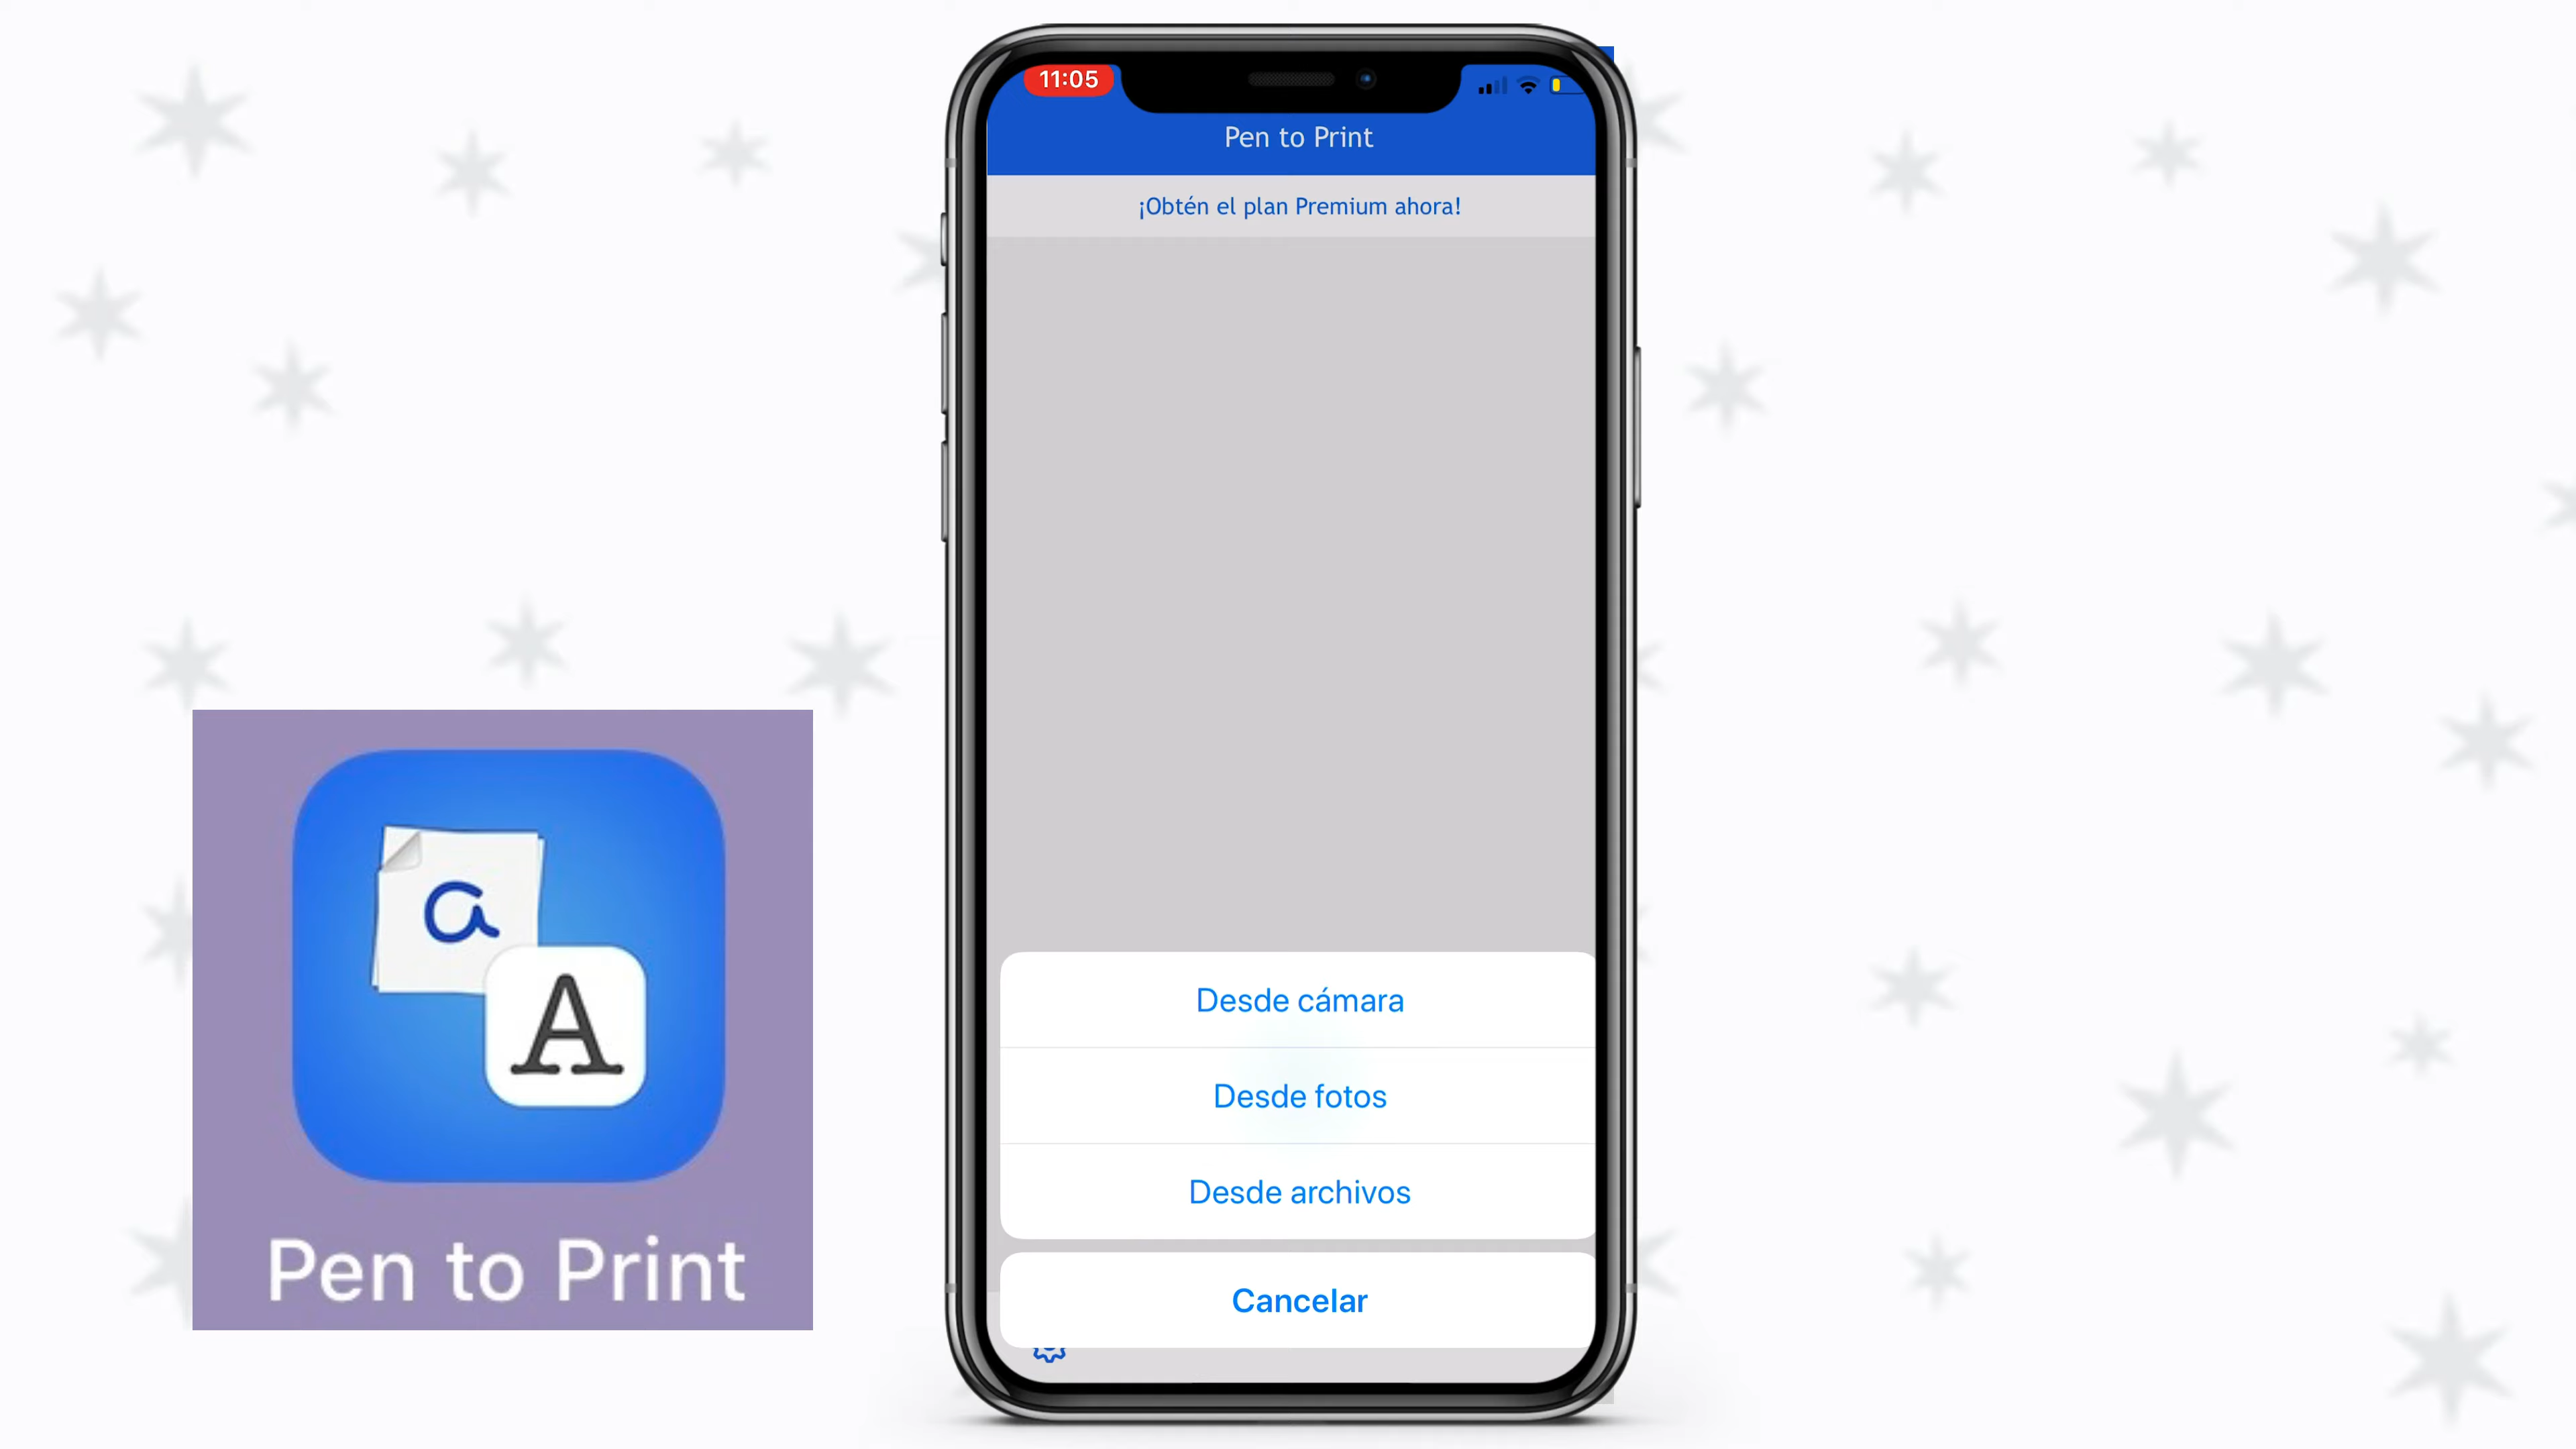 11:05
Pen to Print
¡Obtén el plan Premium ahora!
a
A
Pen to Print
Desde cámara
Desde fotos
Desde archivos
Cancelar